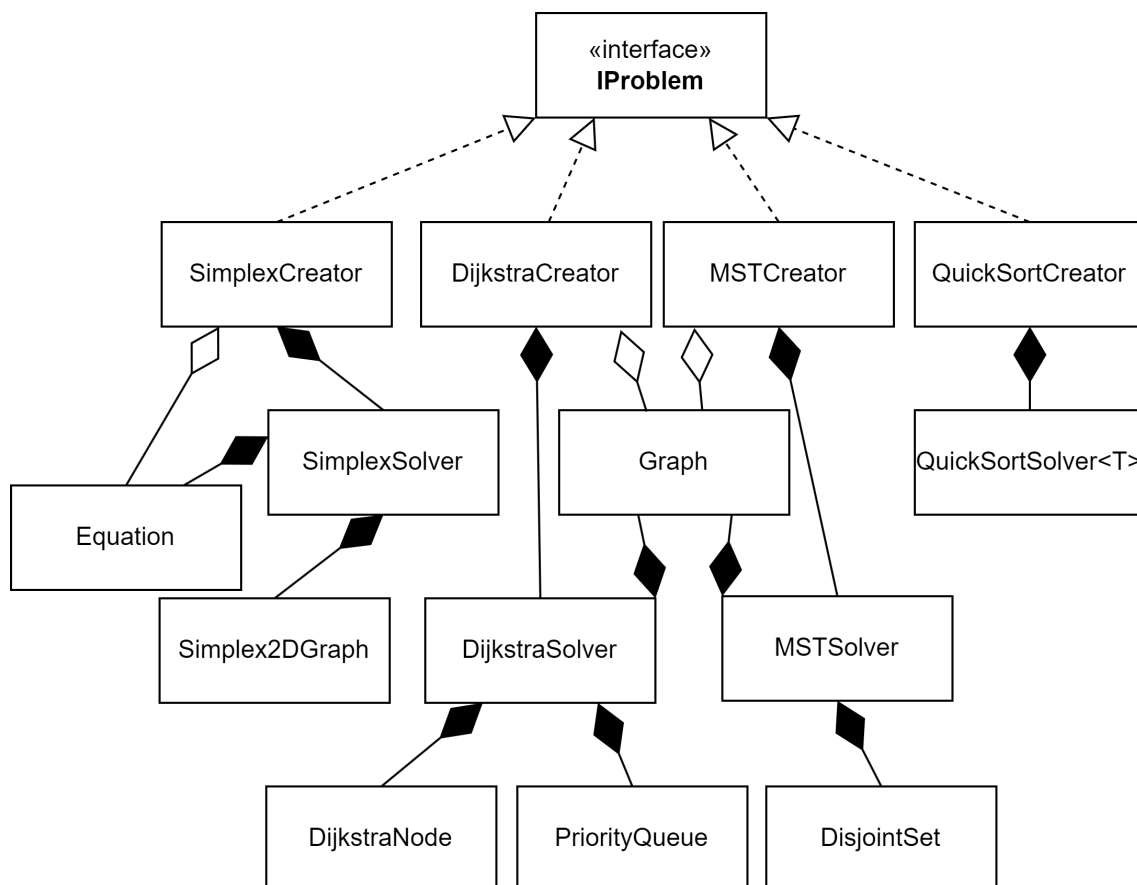 «interface»
IProblem
SimplexCreator
DijkstraCreator
MSTCreator
QuickSortCreator
SimplexSolver
Graph
QuickSortSolver<T>
Equation
Simplex2DGraph
DijkstraSolver
MSTSolver
DijkstraNode
PriorityQueue
DisjointSet